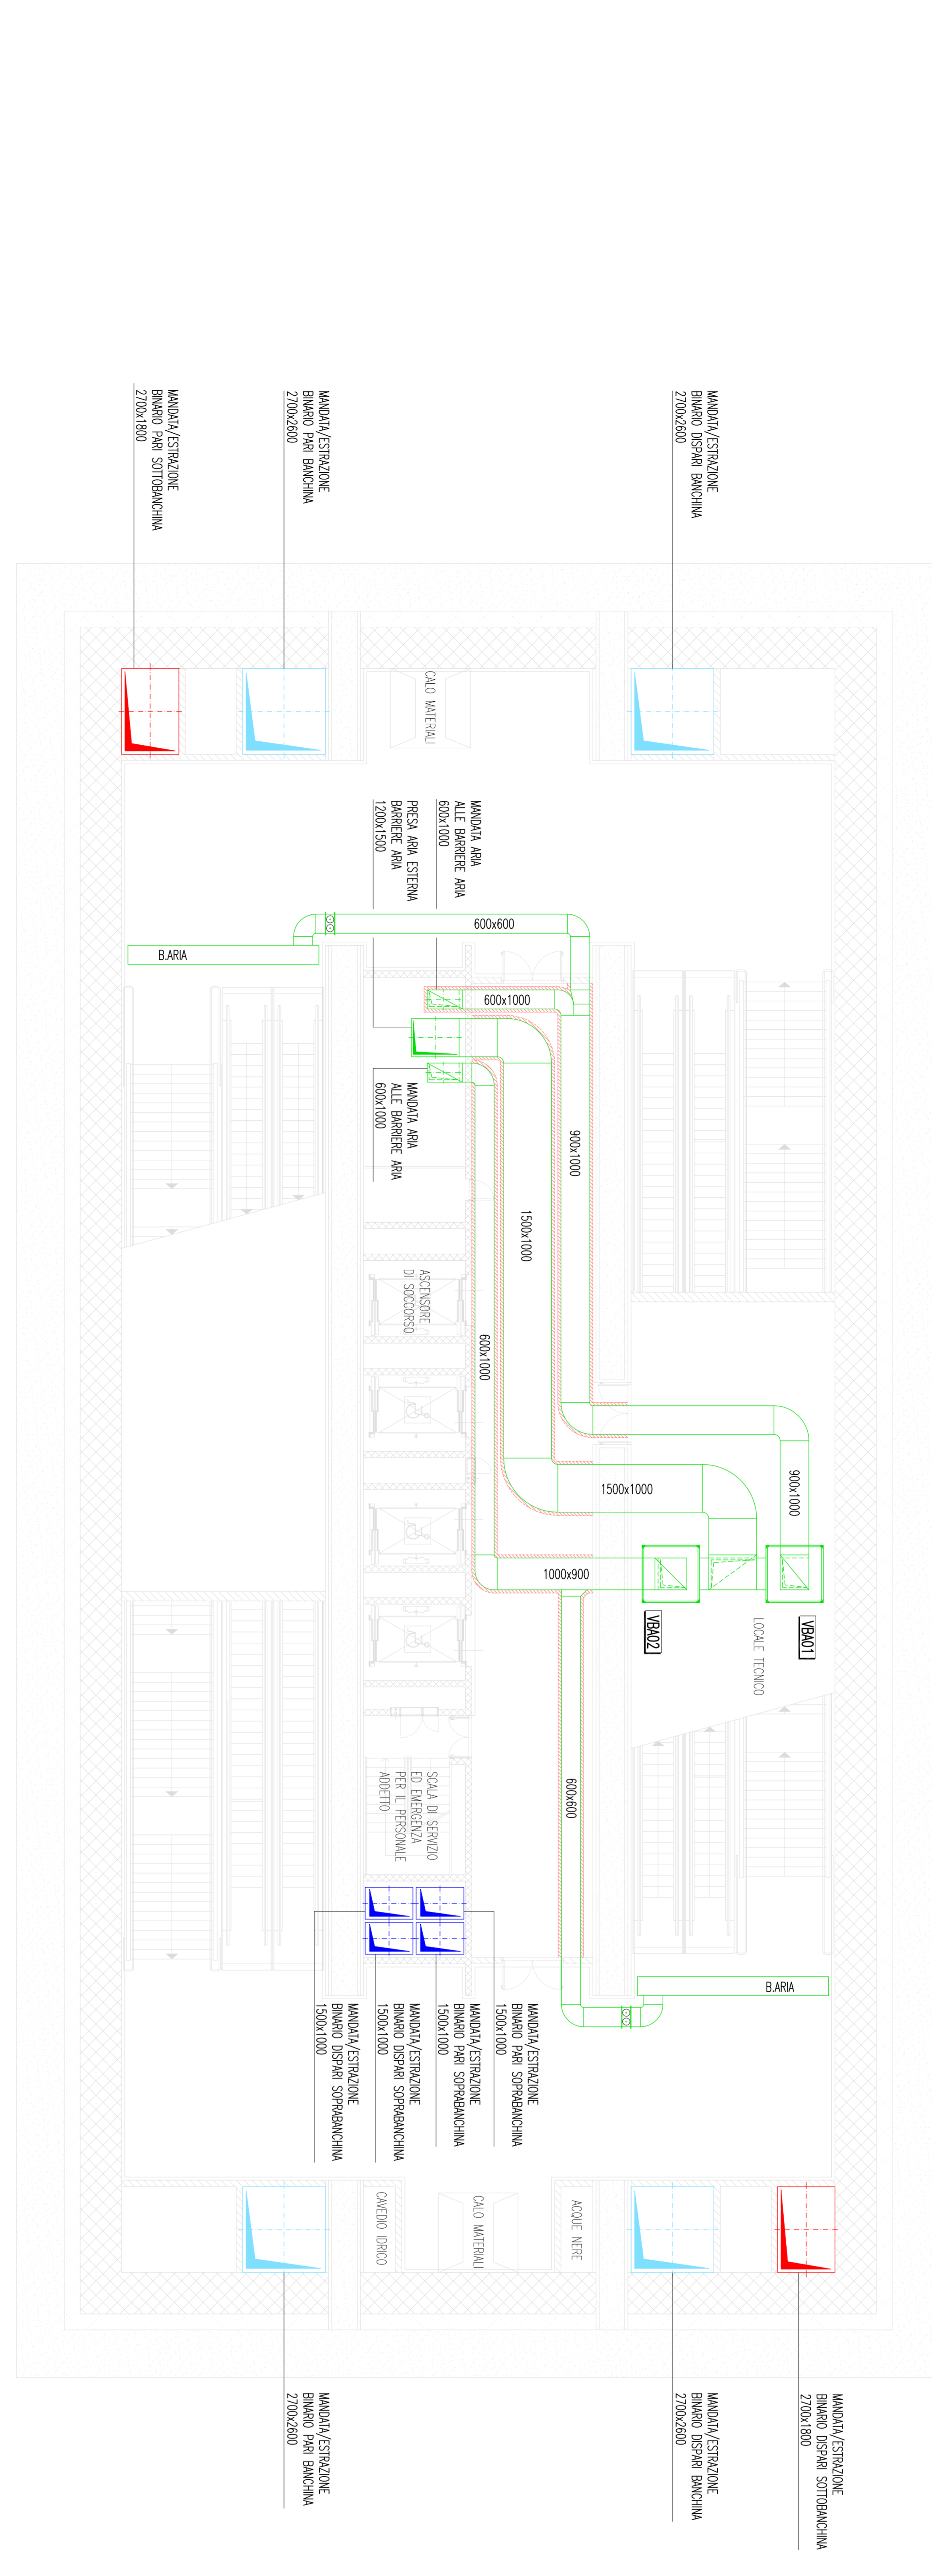 MANDATA/ESTRAZIONE
BINARIO DISPARI BANCHINA
2700x2600
MANDATA/ESTRAZIONE
BINARIO PARI BANCHINA
2700x2600
MANDATA/ESTRAZIONE
BINARIO PARI SOTTOBANCHINA
2700x1800
CALO MATERIALI
MANDATA ARIA
ALLE BARRIERE ARIA
600x1000
PRESA ARIA ESTERNA
BARRIERE ARIA
1200x1500
600x600
B.ARIA
600x1000
MANDATA ARIA
ALLE BARRIERE ARIA
600x1000
900x1000
1500x1000
600x1000
ASCENSORE
DI SOCCORSO
900x1000
1500x1000
1000x900
VBA01
LOCALE TECNICO
VBA02
600x600
SCALA DI SERVIZIO
ED EMERGENZA
PER IL PERSONALE
ADDETTO
B.ARIA
MANDATA/ESTRAZIONE
BINARIO PARI SOPRABANCHINA
1500x1000
MANDATA/ESTRAZIONE
BINARIO PARI SOPRABANCHINA
1500x1000
MANDATA/ESTRAZIONE
BINARIO DISPARI SOPRABANCHINA
1500x1000
MANDATA/ESTRAZIONE
BINARIO DISPARI SOPRABANCHINA
1500x1000
ACQUE NERE
CALO MATERIALI
CAVEDIO IDRICO
MANDATA/ESTRAZIONE
BINARIO DISPARI SOTTOBANCHINA
2700x1800
MANDATA/ESTRAZIONE
BINARIO DISPARI BANCHINA
2700x2600
MANDATA/ESTRAZIONE
BINARIO PARI BANCHINA
2700x2600